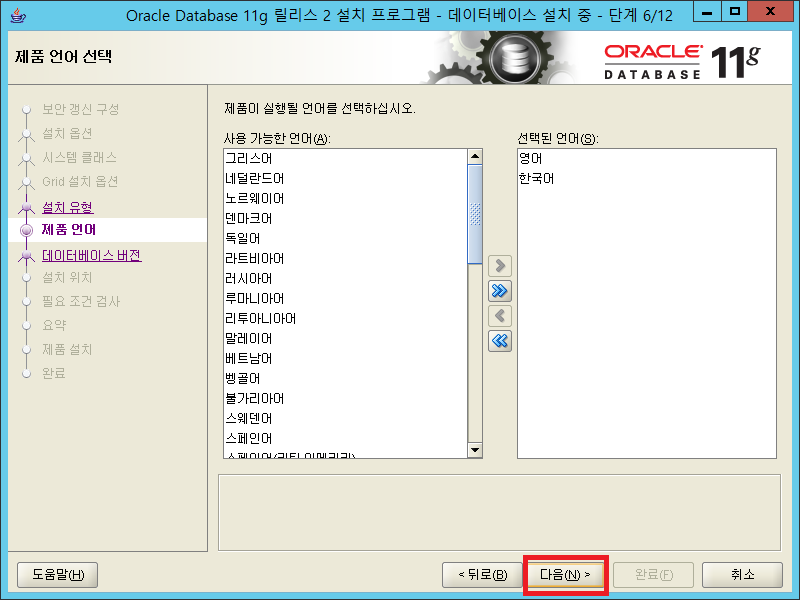 Oracle Database 11g 릴리스 2 설치 프로그램 - 데이터베이스 설치 중 - 단계 6/12
제품 언어 선택
ORACLE
DATABASE
11g
보안 갱신 구성
설치 옵션
시스템 클래스
Grid 설치 옵션
설치 유형
제품 언어
데이터베이스 버전
설치 위치
필요 조건 검사
요약
제품 설치
완료
제품이 실행될 언어를 선택하십시오.
사용 가능한 언어(A):
그리스어
네덜란드어
노르웨이어
덴마크어
독일어
라트비아어
러시아어
루마니아어
리투아니아어
말레이어
베트남어
벵골어
불가리아어
스웨덴어
스페인어
스페인어(라틴 아메리카)
선택된 언어(S):
영어
한국어
도움말(H)
< 뒤로(B)
다음(N) >
완료(F)
취소